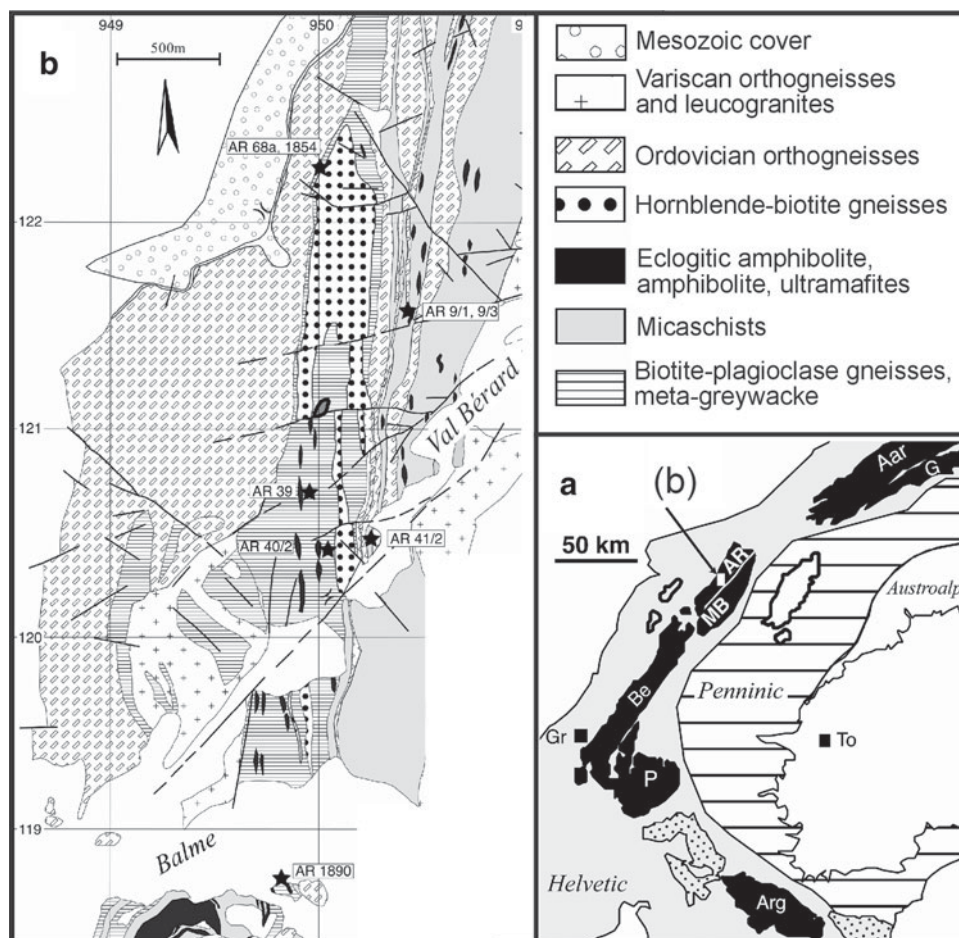 949
950
9
500m
b
AR 68a, 1854
122
AR 9/1, 9/3
Val Bérard
121
AR 39
AR 40/2
AR 41/2
120
119
Balme
AR 1890
Mesozoic cover
Variscan orthogneisses
and leucogranites
Ordovician orthogneisses
Hornblende-biotite gneisses
Eclogitic amphibolite,
amphibolite, ultramafites
Micaschists
Biotite-plagioclase gneisses,
meta-greywacke
a
(b)
Aar
G
50 km
AR
MB
Austroalp
Penninic
Be
Gr
To
P
Helvetic
Arg